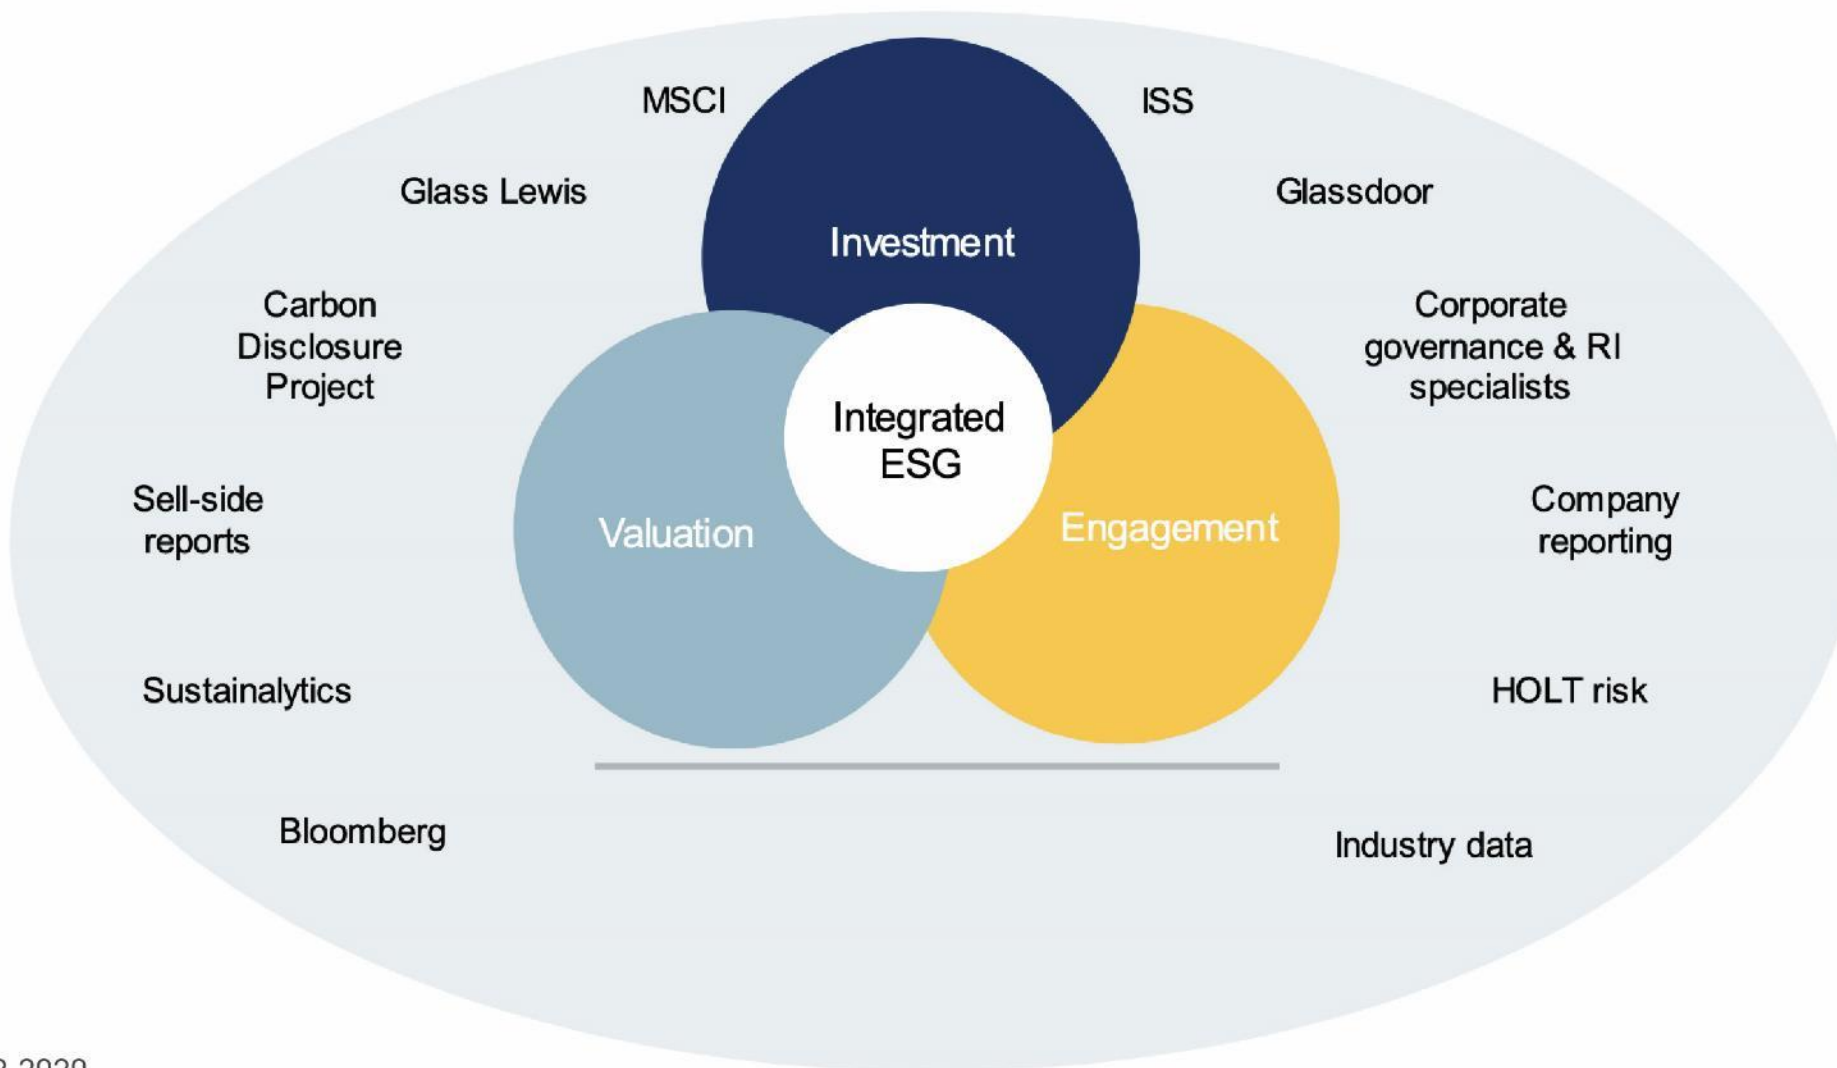 MSCI
ISS
Glass Lewis
Glassdoor
Investment
Carbon
Disclosure
Project
Corporate
governance & RI
specialists
Integrated
ESG
Sell-side
reports
Valuation
Engagement
Company
reporting
Sustainalytics
HOLT risk
Bloomberg
Industry data